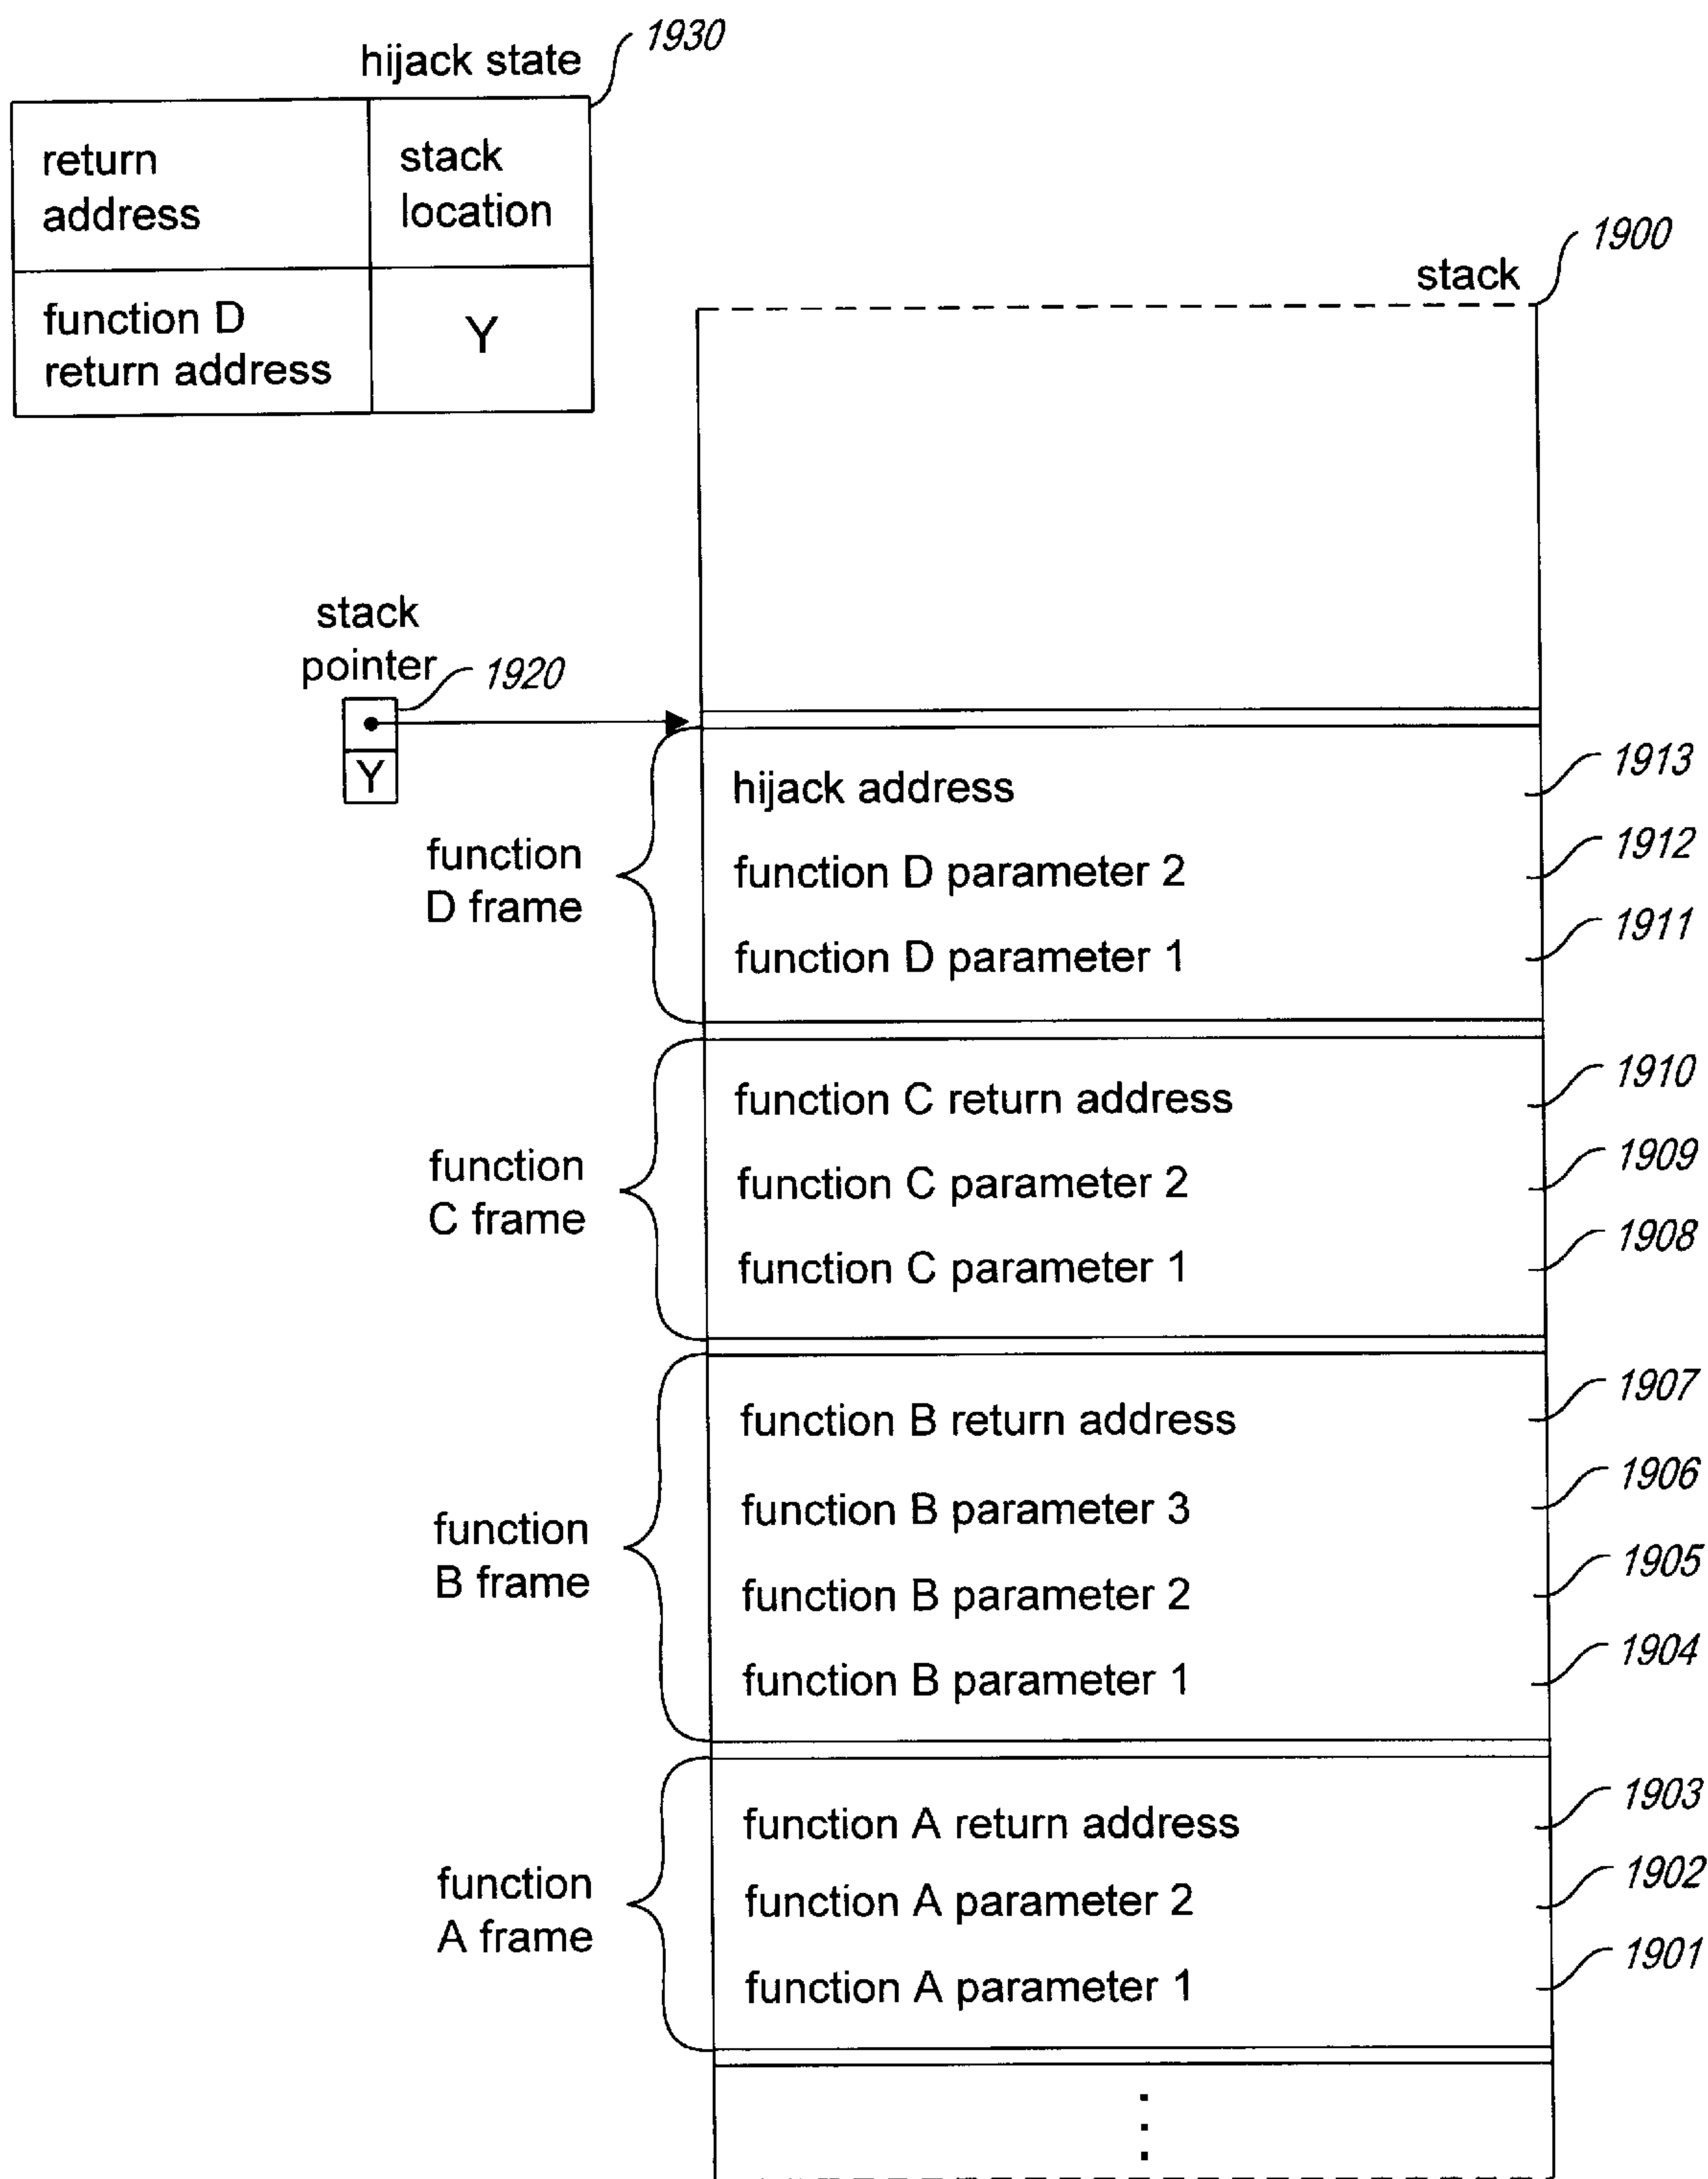 hijack state
1930
return
address
stack
location
function D
return address
Y
1900
stack
stack
pointer
1920
Y
function
D frame
hijack address
1913
function D parameter 2
1912
function D parameter 1
1911
function
C frame
function C return address
1910
function C parameter 2
1909
function C parameter 1
1908
function
B frame
function B return address
1907
function B parameter 3
1906
function B parameter 2
1905
function B parameter 1
1904
function
A frame
function A return address
1903
function A parameter 2
1902
function A parameter 1
1901